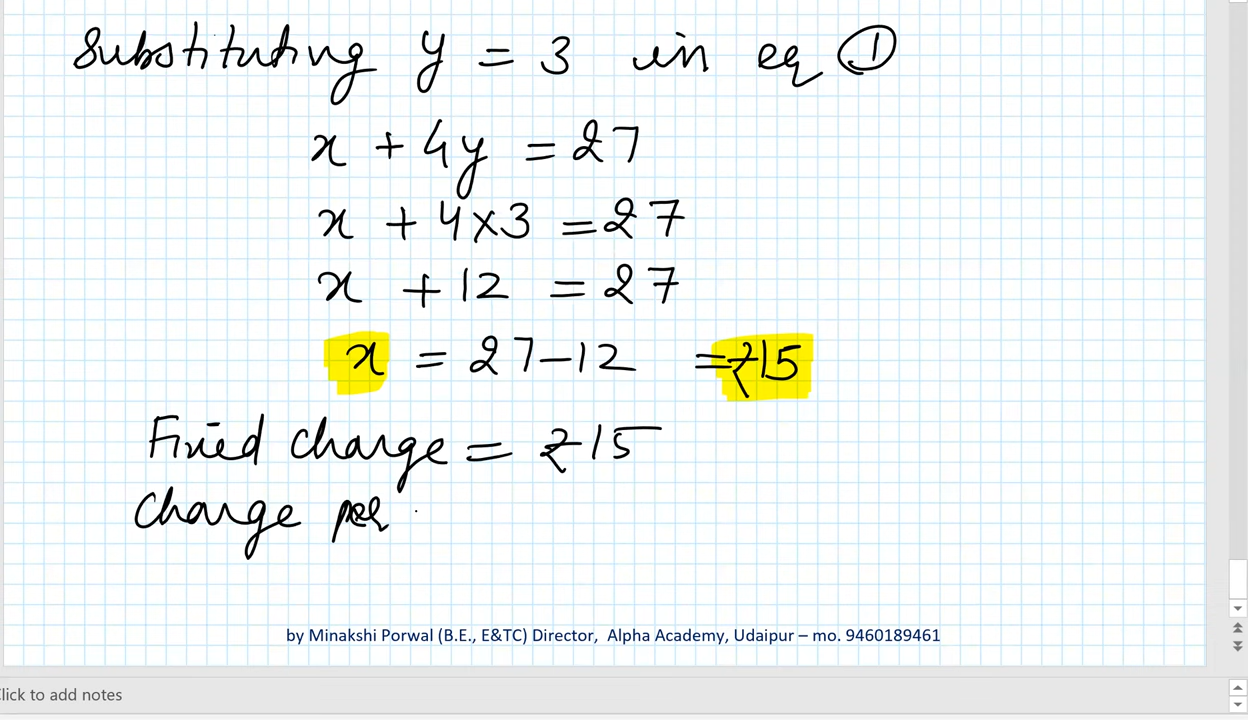 Substituting y = 3 in eq ①
x + 4y = 27
x + 4×3 = 27
x + 12 = 27
x = 27-12 = ₹15
Fixed charge = ₹15
Charge per
by Minakshi Porwal (B.E., E&TC) Director, Alpha Academy, Udaipur – mo. 9460189461
lick to add notes